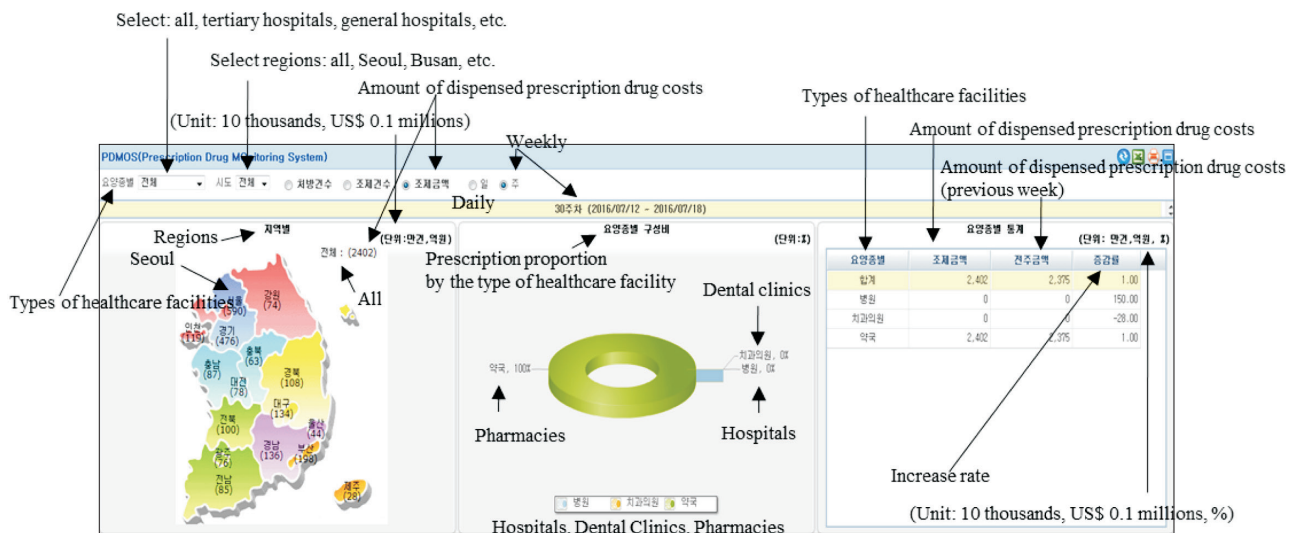 Select: all, tertiary hospitals, general hospitals, etc.
Select regions: all, Seoul, Busan, etc.
Amount of dispensed prescription drug costs
(Unit: 10 thousands, US$ 0.1 millions)
Weekly
Types of healthcare facilities
Amount of dispensed prescription drug costs
Amount of dispensed prescription drug costs
(previous week)
PDMOS(Prescription Drug MOnitoring System)
요양종별 전체 시도 전체 처방건수 조제건수 조제금액 일 주
Daily
30주차 (2016/07/12 - 2016/07/18)
지역별
(단위:만건,억원)
요양종별 구성비
(단위:%)
요양종별 통계
(단위: 만건,억원, %)
Regions
Seoul
Types of healthcare facilities
전체 : (2402)
All
Prescription proportion
by the type of healthcare facility
Dental clinics
서울
(590)
강원
(74)
인천
(119)
경기
(476)
충북
(63)
충남
(87)
대전
(78)
경북
(108)
대구
(134)
전북
(100)
경남
(136)
울산
(44)
부산
(198)
광주
(76)
전남
(85)
제주
(28)
약국, 100%
치과의원, 0%
병원, 0%
Pharmacies
Hospitals
병원 치과의원 약국
Hospitals, Dental Clinics, Pharmacies
요양종별 조제금액 전주금액 증감률
합계 2,402 2,375 1.00
병원 0 0 150.00
치과의원 0 0 -28.00
약국 2,402 2,375 1.00
Increase rate
(Unit: 10 thousands, US$ 0.1 millions, %)